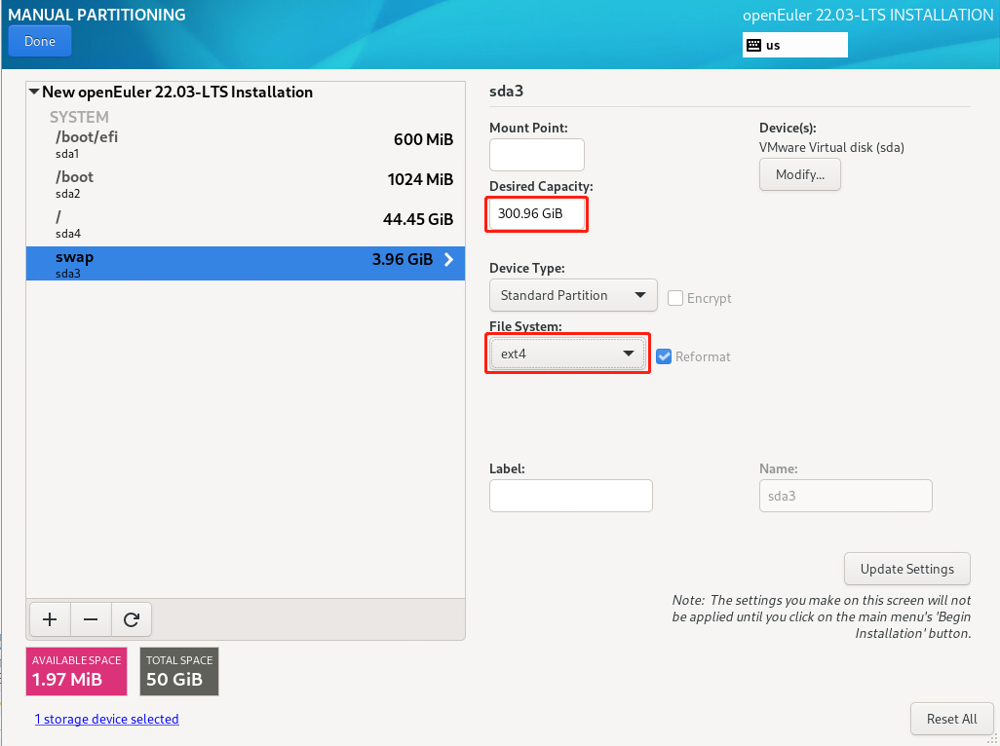 MANUAL PARTITIONING
openEuler 22.03-LTS INSTALLATION
Done
us
New openEuler 22.03-LTS Installation
SYSTEM
/boot/efi
600 MiB
sda1
/boot
1024 MiB
sda2
/
44.45 GiB
sda4
swap
3.96 GiB
sda3
sda3
Mount Point:
Device(s):
VMware Virtual disk (sda)
Modify...
Desired Capacity:
300.96 GiB
Device Type:
Standard Partition
Encrypt
File System:
ext4
Reformat
Label:
Name:
sda3
Update Settings
Note: The settings you make on this screen will not
be applied until you click on the main menu's 'Begin
Installation' button.
AVAILABLE SPACE
1.97 MiB
TOTAL SPACE
50 GiB
1 storage device selected
Reset All